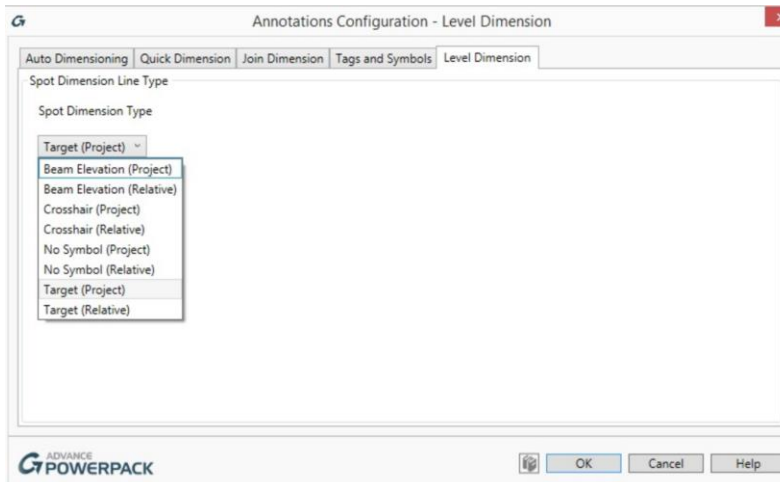 Annotations Configuration - Level Dimension
Auto Dimensioning Quick Dimension Join Dimension Tags and Symbols Level Dimension
Spot Dimension Line Type
Spot Dimension Type
Target (Project)
Beam Elevation (Project)
Beam Elevation (Relative)
Crosshair (Project)
Crosshair (Relative)
No Symbol (Project)
No Symbol (Relative)
Target (Project)
Target (Relative)
ADVANCE
POWERPACK
OK Cancel Help